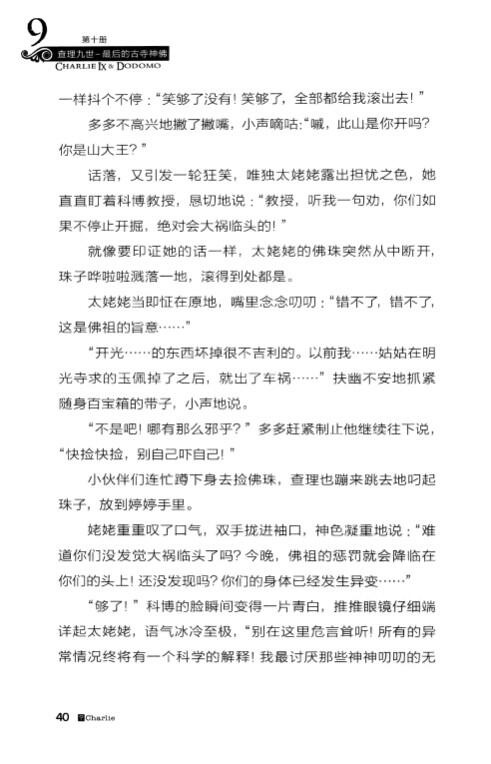 9
第十册
查理九世-最后的古寺神佛
CHARLIE IX & DODOMO
一样抖个不停：“笑够了没有！笑够了，全部都给我滚出去！”
多多不高兴地撇了撇嘴，小声嘀咕：“嘁，此山是你开吗？
你是山大王？”
话落，又引发一轮狂笑，唯独太姥姥露出担忧之色，她
直直盯着科博教授，恳切地说：“教授，听我一句劝，你们如
果不停止开掘，绝对会大祸临头的！”
就像要印证她的话一样，太姥姥的佛珠突然从中断开，
珠子哗啦啦溅落一地，滚得到处都是。
太姥姥当即怔在原地，嘴里念念叨叨：“错不了，错不了，
这是佛祖的旨意……”
“开光……的东西坏掉很不吉利的。以前我……姑姑在明
光寺求的玉佩掉了之后，就出了车祸……”扶幽不安地抓紧
随身百宝箱的带子，小声地说。
“不是吧！哪有那么邪乎？”多多赶紧制止他继续往下说，
“快捡快捡，别自己吓自己！”
小伙伴们连忙蹲下身去捡佛珠，查理也蹦来跳去地叼起
珠子，放到婷婷手里。
姥姥重重叹了口气，双手拢进袖口，神色凝重地说：“难
道你们没发觉大祸临头了吗？今晚，佛祖的惩罚就会降临在
你们的头上！还没发现吗？你们的身体已经发生异变……”
“够了！”科博的脸瞬间变得一片青白，推推眼镜仔细端
详起太姥姥，语气冰冷至极，“别在这里危言耸听！所有的异
常情况终将有一个科学的解释！我最讨厌那些神神叨叨的无
40 Charlie